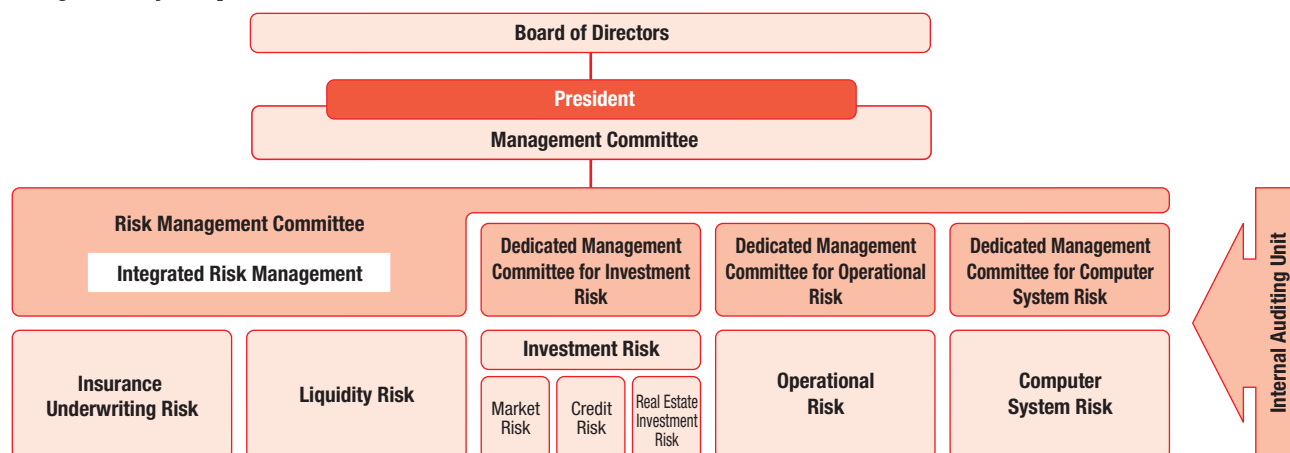 Board of Directors
President
Management Committee
Risk Management Committee
Integrated Risk Management
Dedicated Management
Committee for Investment
Risk
Dedicated Management
Committee for Operational
Risk
Dedicated Management
Committee for Computer
System Risk
Internal Auditing Unit
Insurance
Underwriting Risk
Liquidity Risk
Investment Risk
Market
Risk
Credit
Risk
Real Estate
Investment
Risk
Operational
Risk
Computer
System Risk